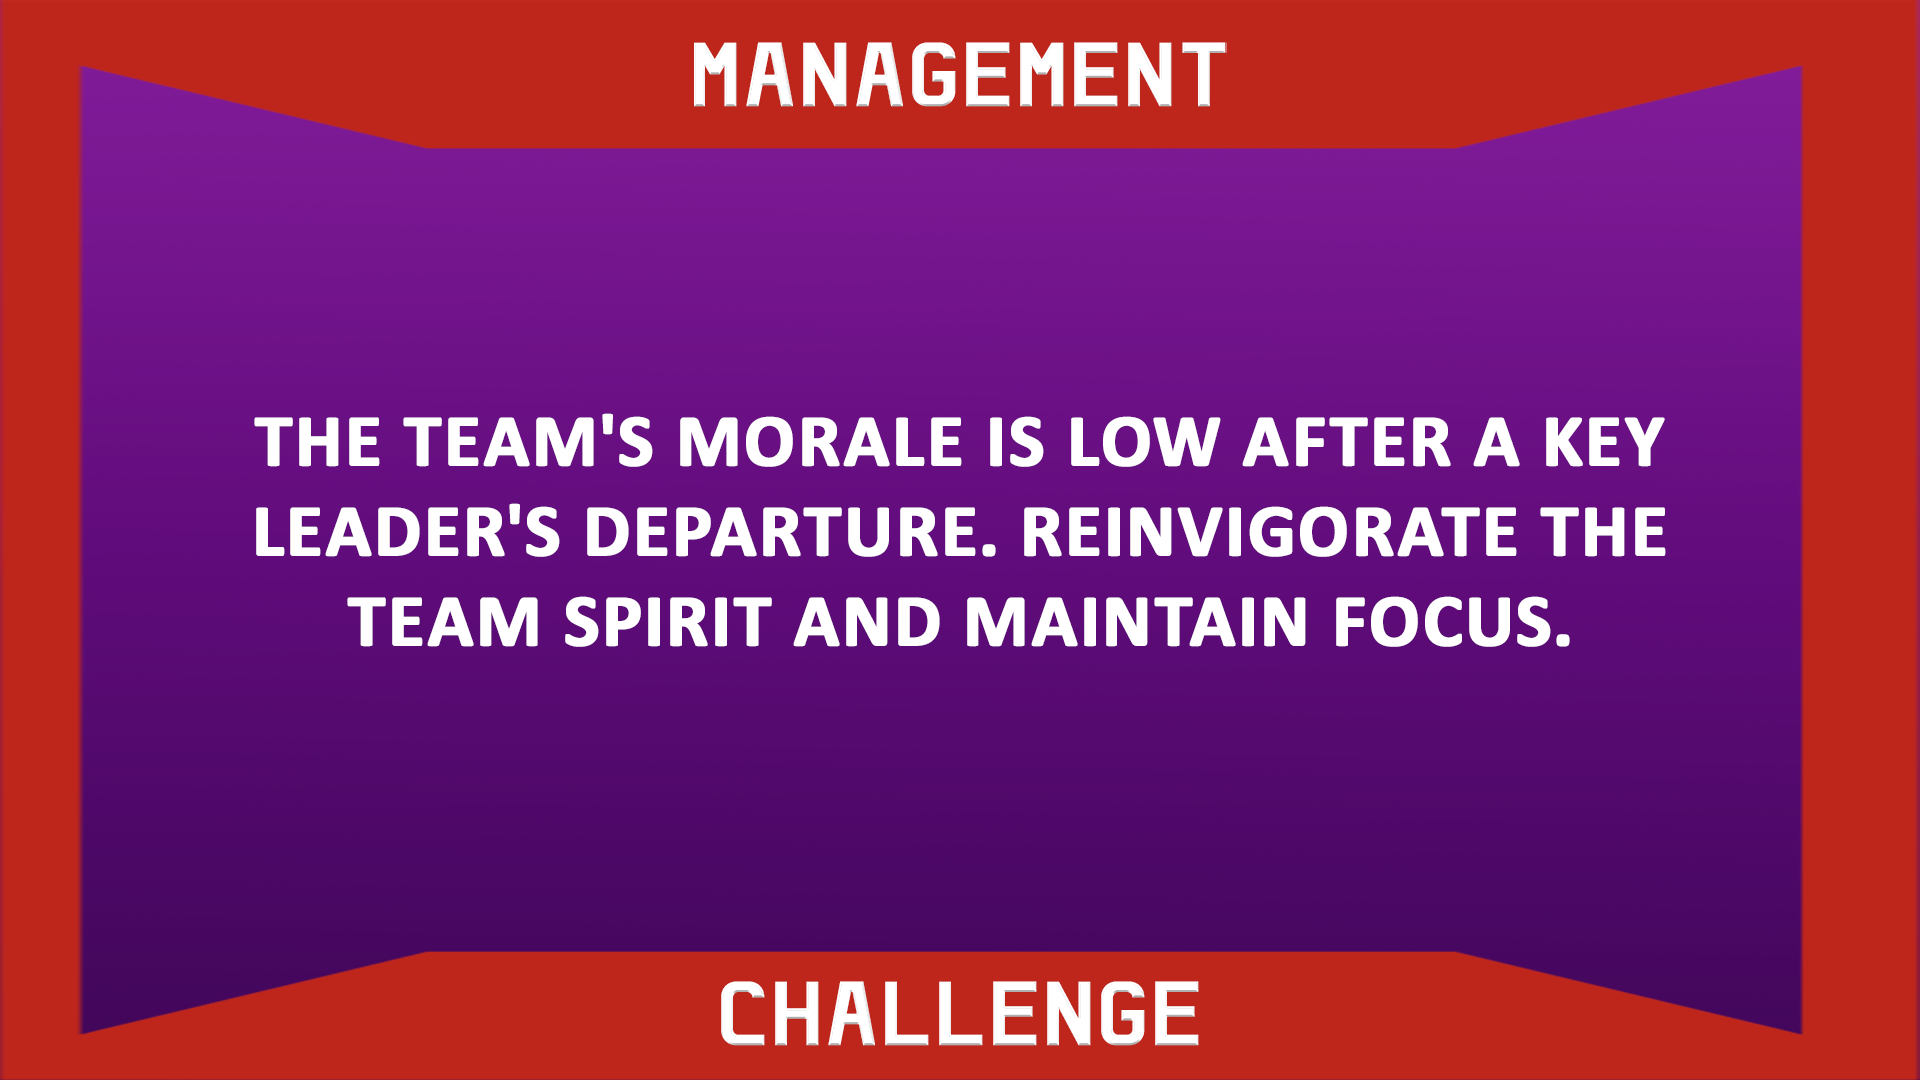 MANAGEMENT
THE TEAM'S MORALE IS LOW AFTER A KEY
LEADER'S DEPARTURE. REINVIGORATE THE
TEAM SPIRIT AND MAINTAIN FOCUS.
CHALLENGE